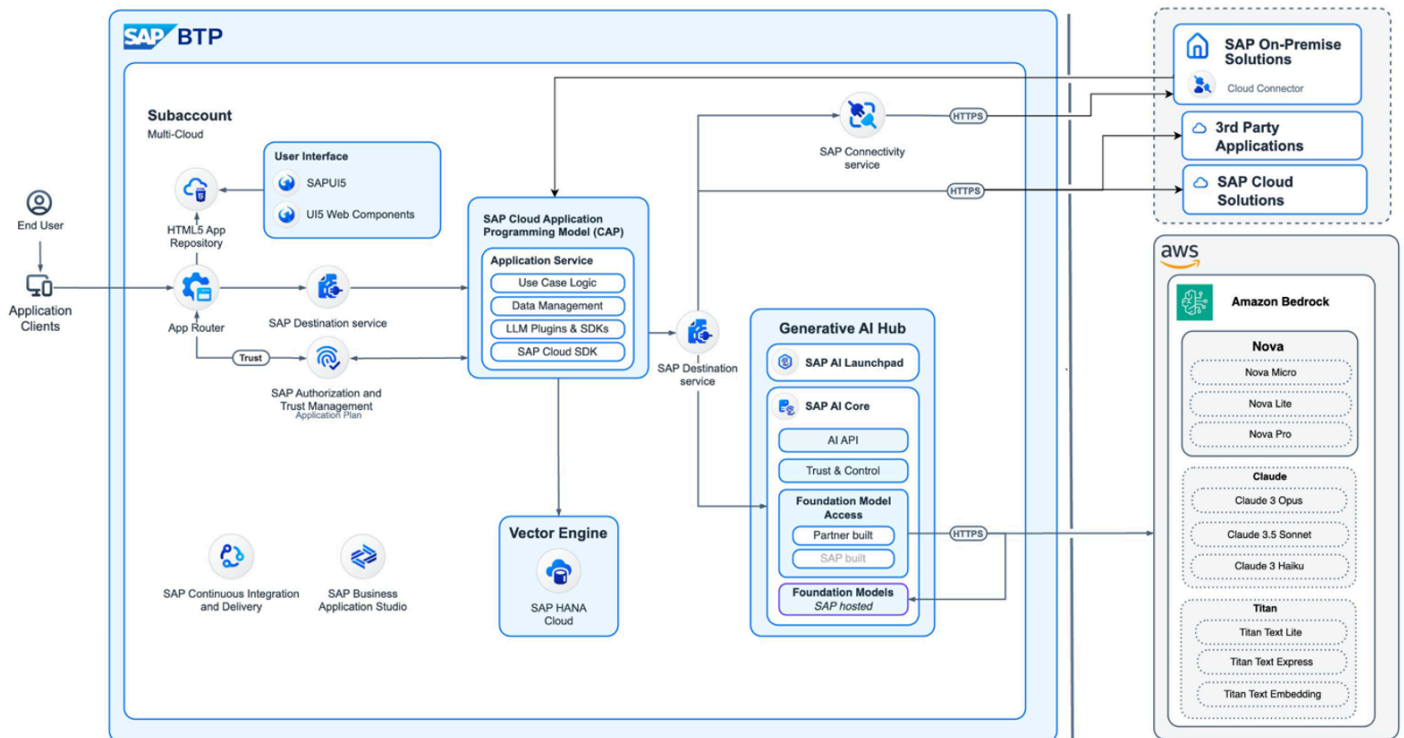 SAP BTP
Subaccount
Multi-Cloud
End User
Application
Clients
HTML5 App
Repository
User Interface
SAPUI5
UI5 Web Components
App Router
SAP Destination service
Trust
SAP Authorization and
Trust Management
Application Plan
SAP Continuous Integration
and Delivery
SAP Business
Application Studio
SAP Cloud Application
Programming Model (CAP)
Application Service
Use Case Logic
Data Management
LLM Plugins & SDKs
SAP Cloud SDK
Vector Engine
SAP HANA
Cloud
SAP Destination
service
SAP Connectivity
service
HTTPS
HTTPS
Generative AI Hub
SAP AI Launchpad
SAP AI Core
AI API
Trust & Control
Foundation Model
Access
Partner built
SAP built
Foundation Models
SAP hosted
HTTPS
SAP On-Premise
Solutions
Cloud Connector
3rd Party
Applications
SAP Cloud
Solutions
aws
Amazon Bedrock
Nova
Nova Micro
Nova Lite
Nova Pro
Claude
Claude 3 Opus
Claude 3.5 Sonnet
Claude 3 Haiku
Titan
Titan Text Lite
Titan Text Express
Titan Text Embedding